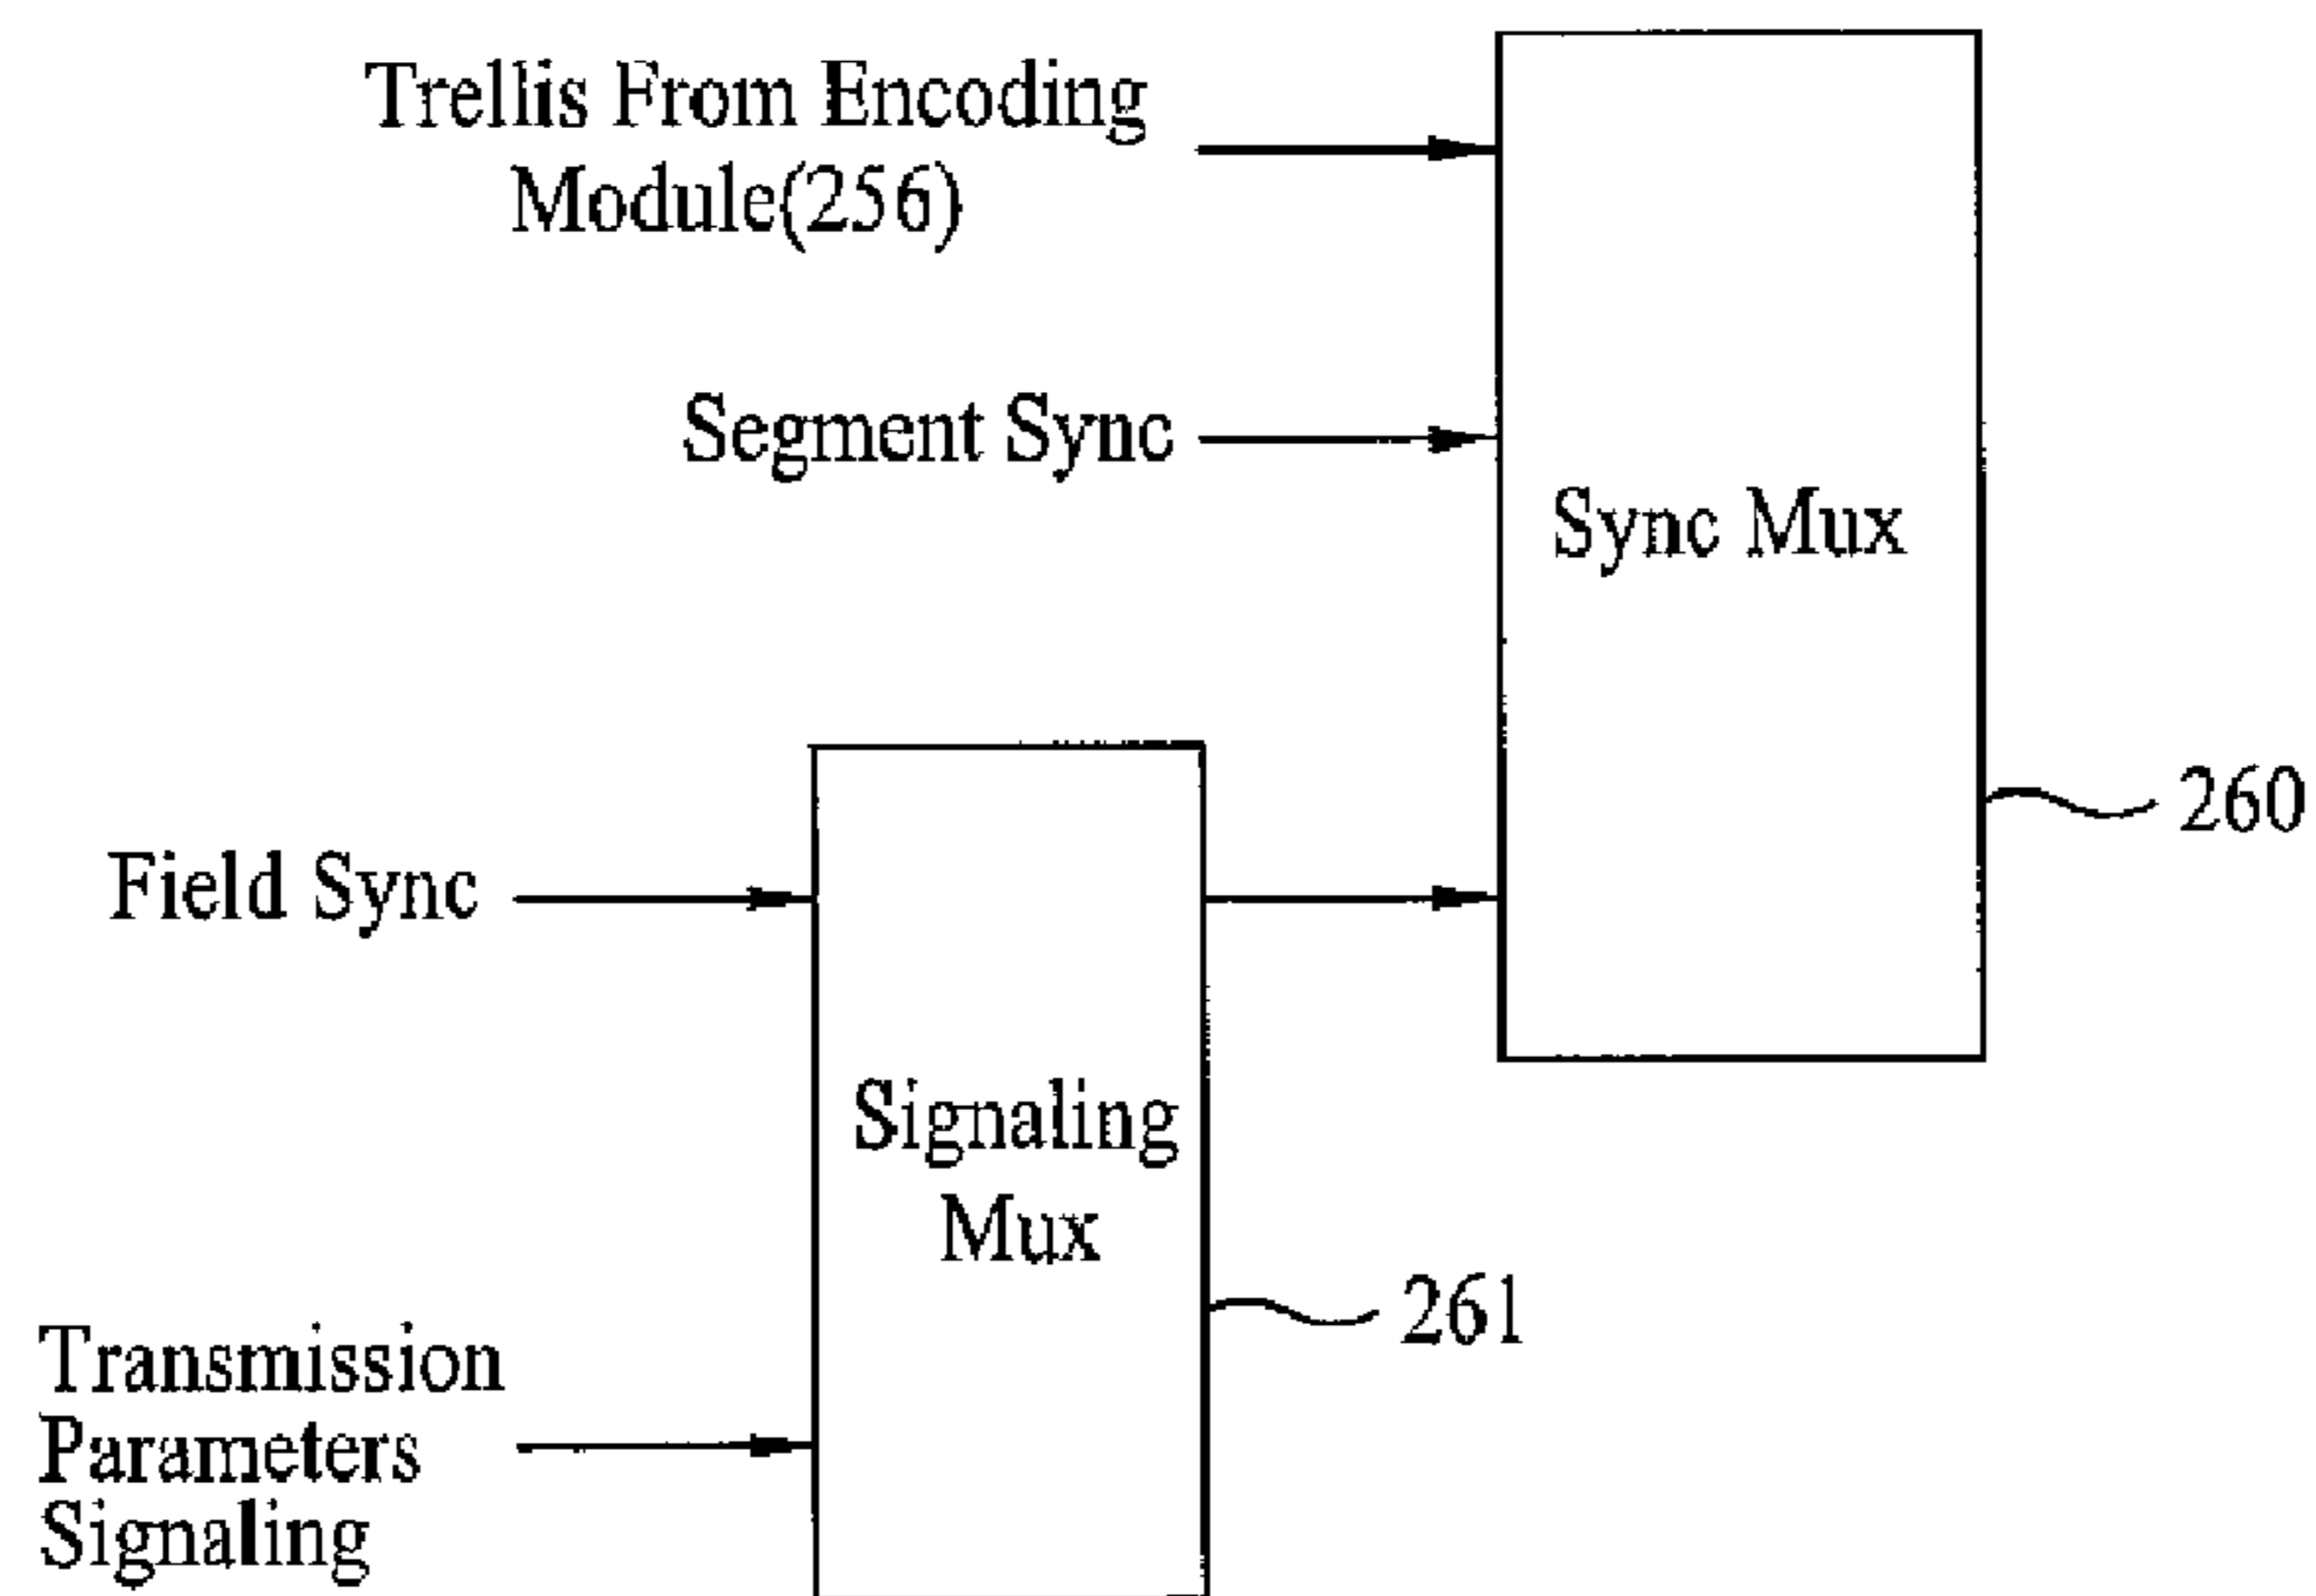 Trellis From Encoding
Module(256)
Segment Sync
Sync Mux
260
Field Sync
Signaling
Mux
261
Transmission
Parameters
Signaling